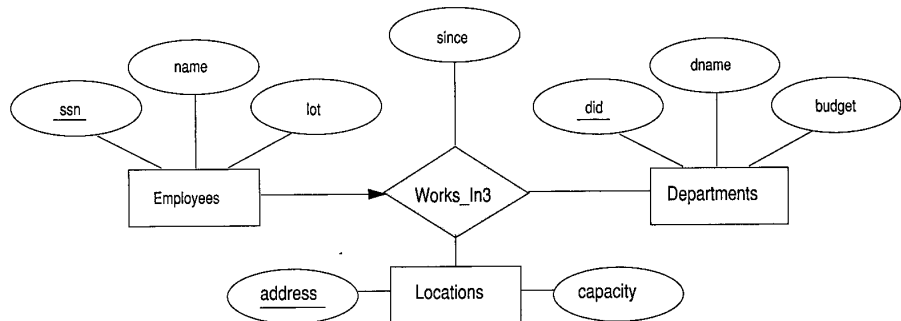 since
name
dname
ssn
lot
did
budget
Employees
Works_In3
Departments
address
Locations
capacity